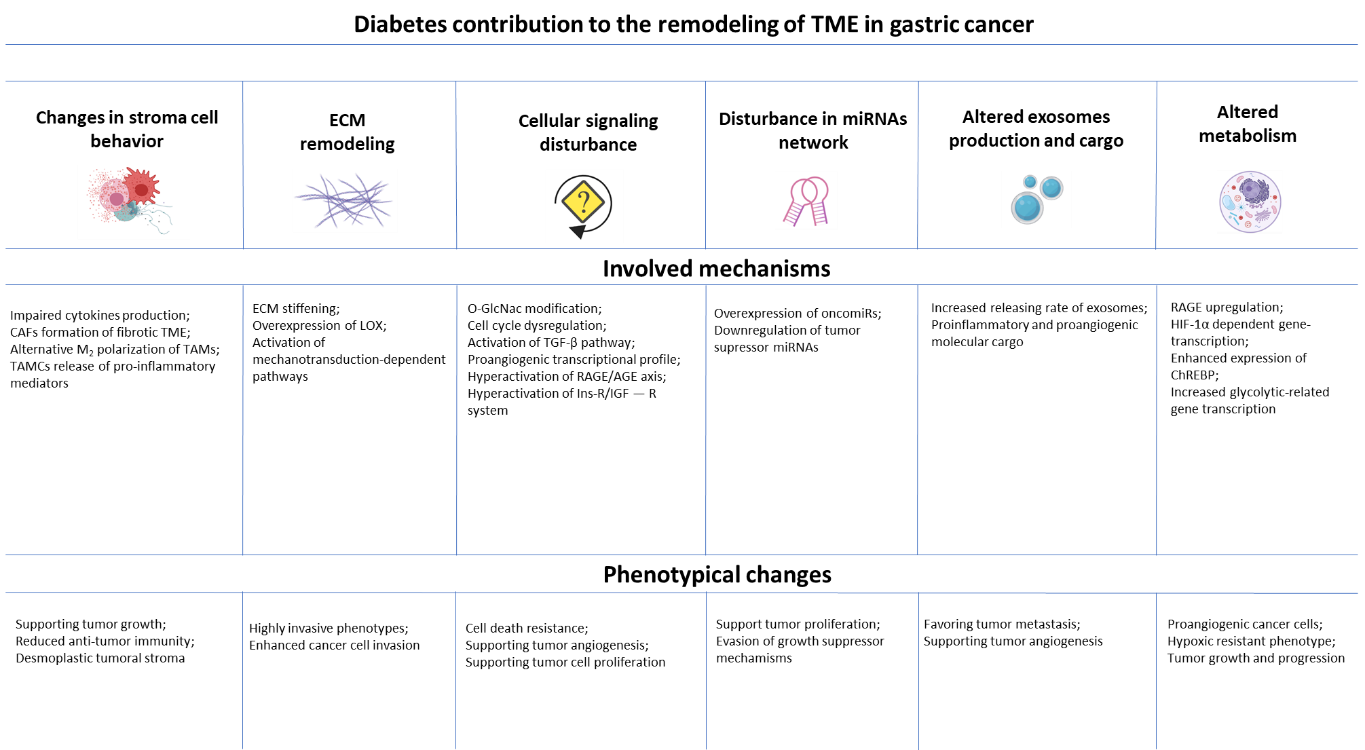 Diabetes contribution to the remodeling of TME in gastric cancer
Changes in stroma cell
behavior
ECM
remodeling
Cellular signaling
disturbance
?
Disturbance in miRNAs
network
Altered exosomes
production and cargo
Altered
metabolism
Involved mechanisms
Impaired cytokines production;
CAFs formation of fibrotic TME;
Alternative M₂ polarization of TAMs;
TAMCs release of pro-inflammatory
mediators
ECM stiffening;
Overexpression of LOX;
Activation of
mechanotransduction-dependent
pathways
O-GlcNac modification;
Cell cycle dysregulation;
Activation of TGF-β pathway;
Proangiogenic transcriptional profile;
Hyperactivation of RAGE/AGE axis;
Hyperactivation of Ins-R/IGF — R
system
Overexpression of oncomiRs;
Downregulation of tumor
supressor miRNAs
Increased releasing rate of exosomes;
Proinflammatory and proangiogenic
molecular cargo
RAGE upregulation;
HIF-1α dependent gene-
transcription;
Enhanced expression of
ChREBP;
Increased glycolytic-related
gene transcription
Phenotypical changes
Supporting tumor growth;
Reduced anti-tumor immunity;
Desmoplastic tumoral stroma
Highly invasive phenotypes;
Enhanced cancer cell invasion
Cell death resistance;
Supporting tumor angiogenesis;
Supporting tumor cell proliferation
Support tumor proliferation;
Evasion of growth suppressor
mechanisms
Favoring tumor metastasis;
Supporting tumor angiogenesis
Proangiogenic cancer cells;
Hypoxic resistant phenotype;
Tumor growth and progression